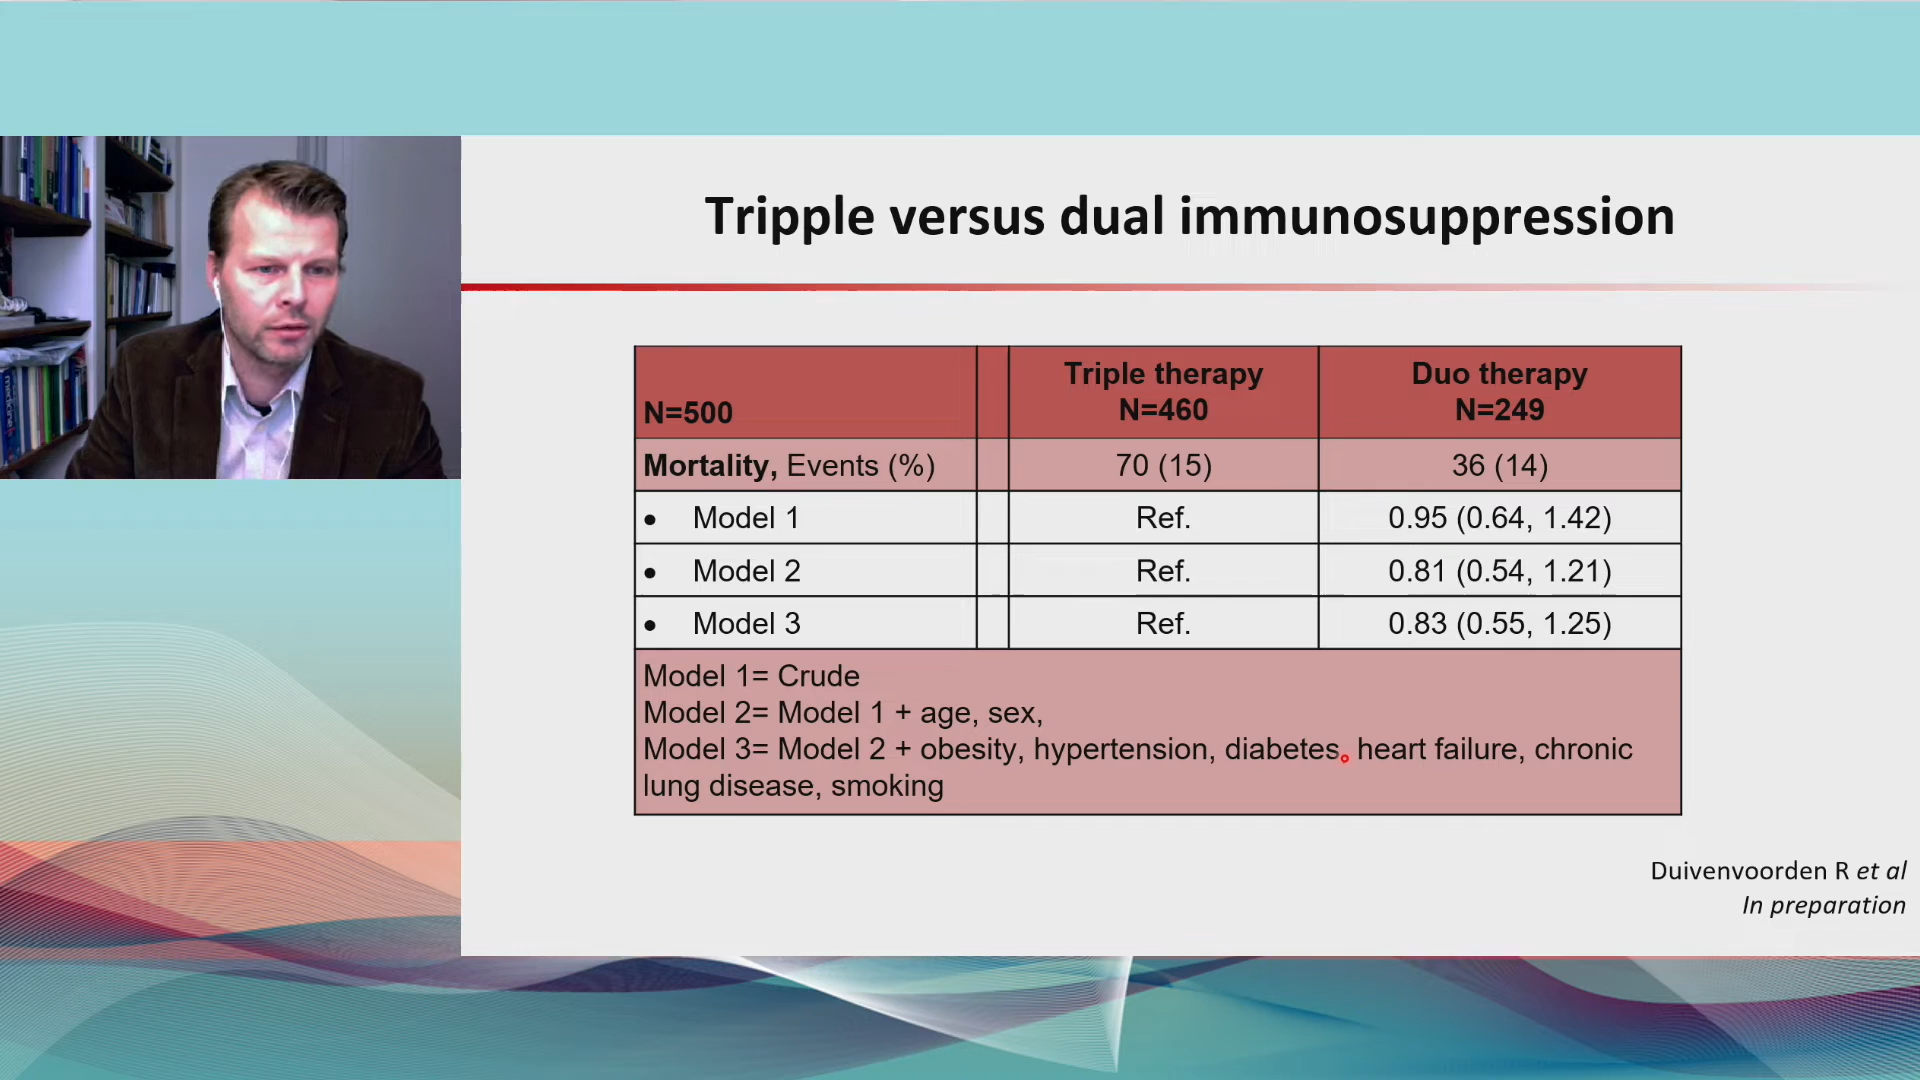 Tripple versus dual immunosuppression
N=500
Triple therapy
N=460
Duo therapy
N=249
Mortality, Events (%)
70 (15)
36 (14)
• Model 1
Ref.
0.95 (0.64, 1.42)
• Model 2
Ref.
0.81 (0.54, 1.21)
• Model 3
Ref.
0.83 (0.55, 1.25)
Model 1= Crude
Model 2= Model 1 + age, sex,
Model 3= Model 2 + obesity, hypertension, diabetes, heart failure, chronic
lung disease, smoking
Duivenvoorden R et al
In preparation